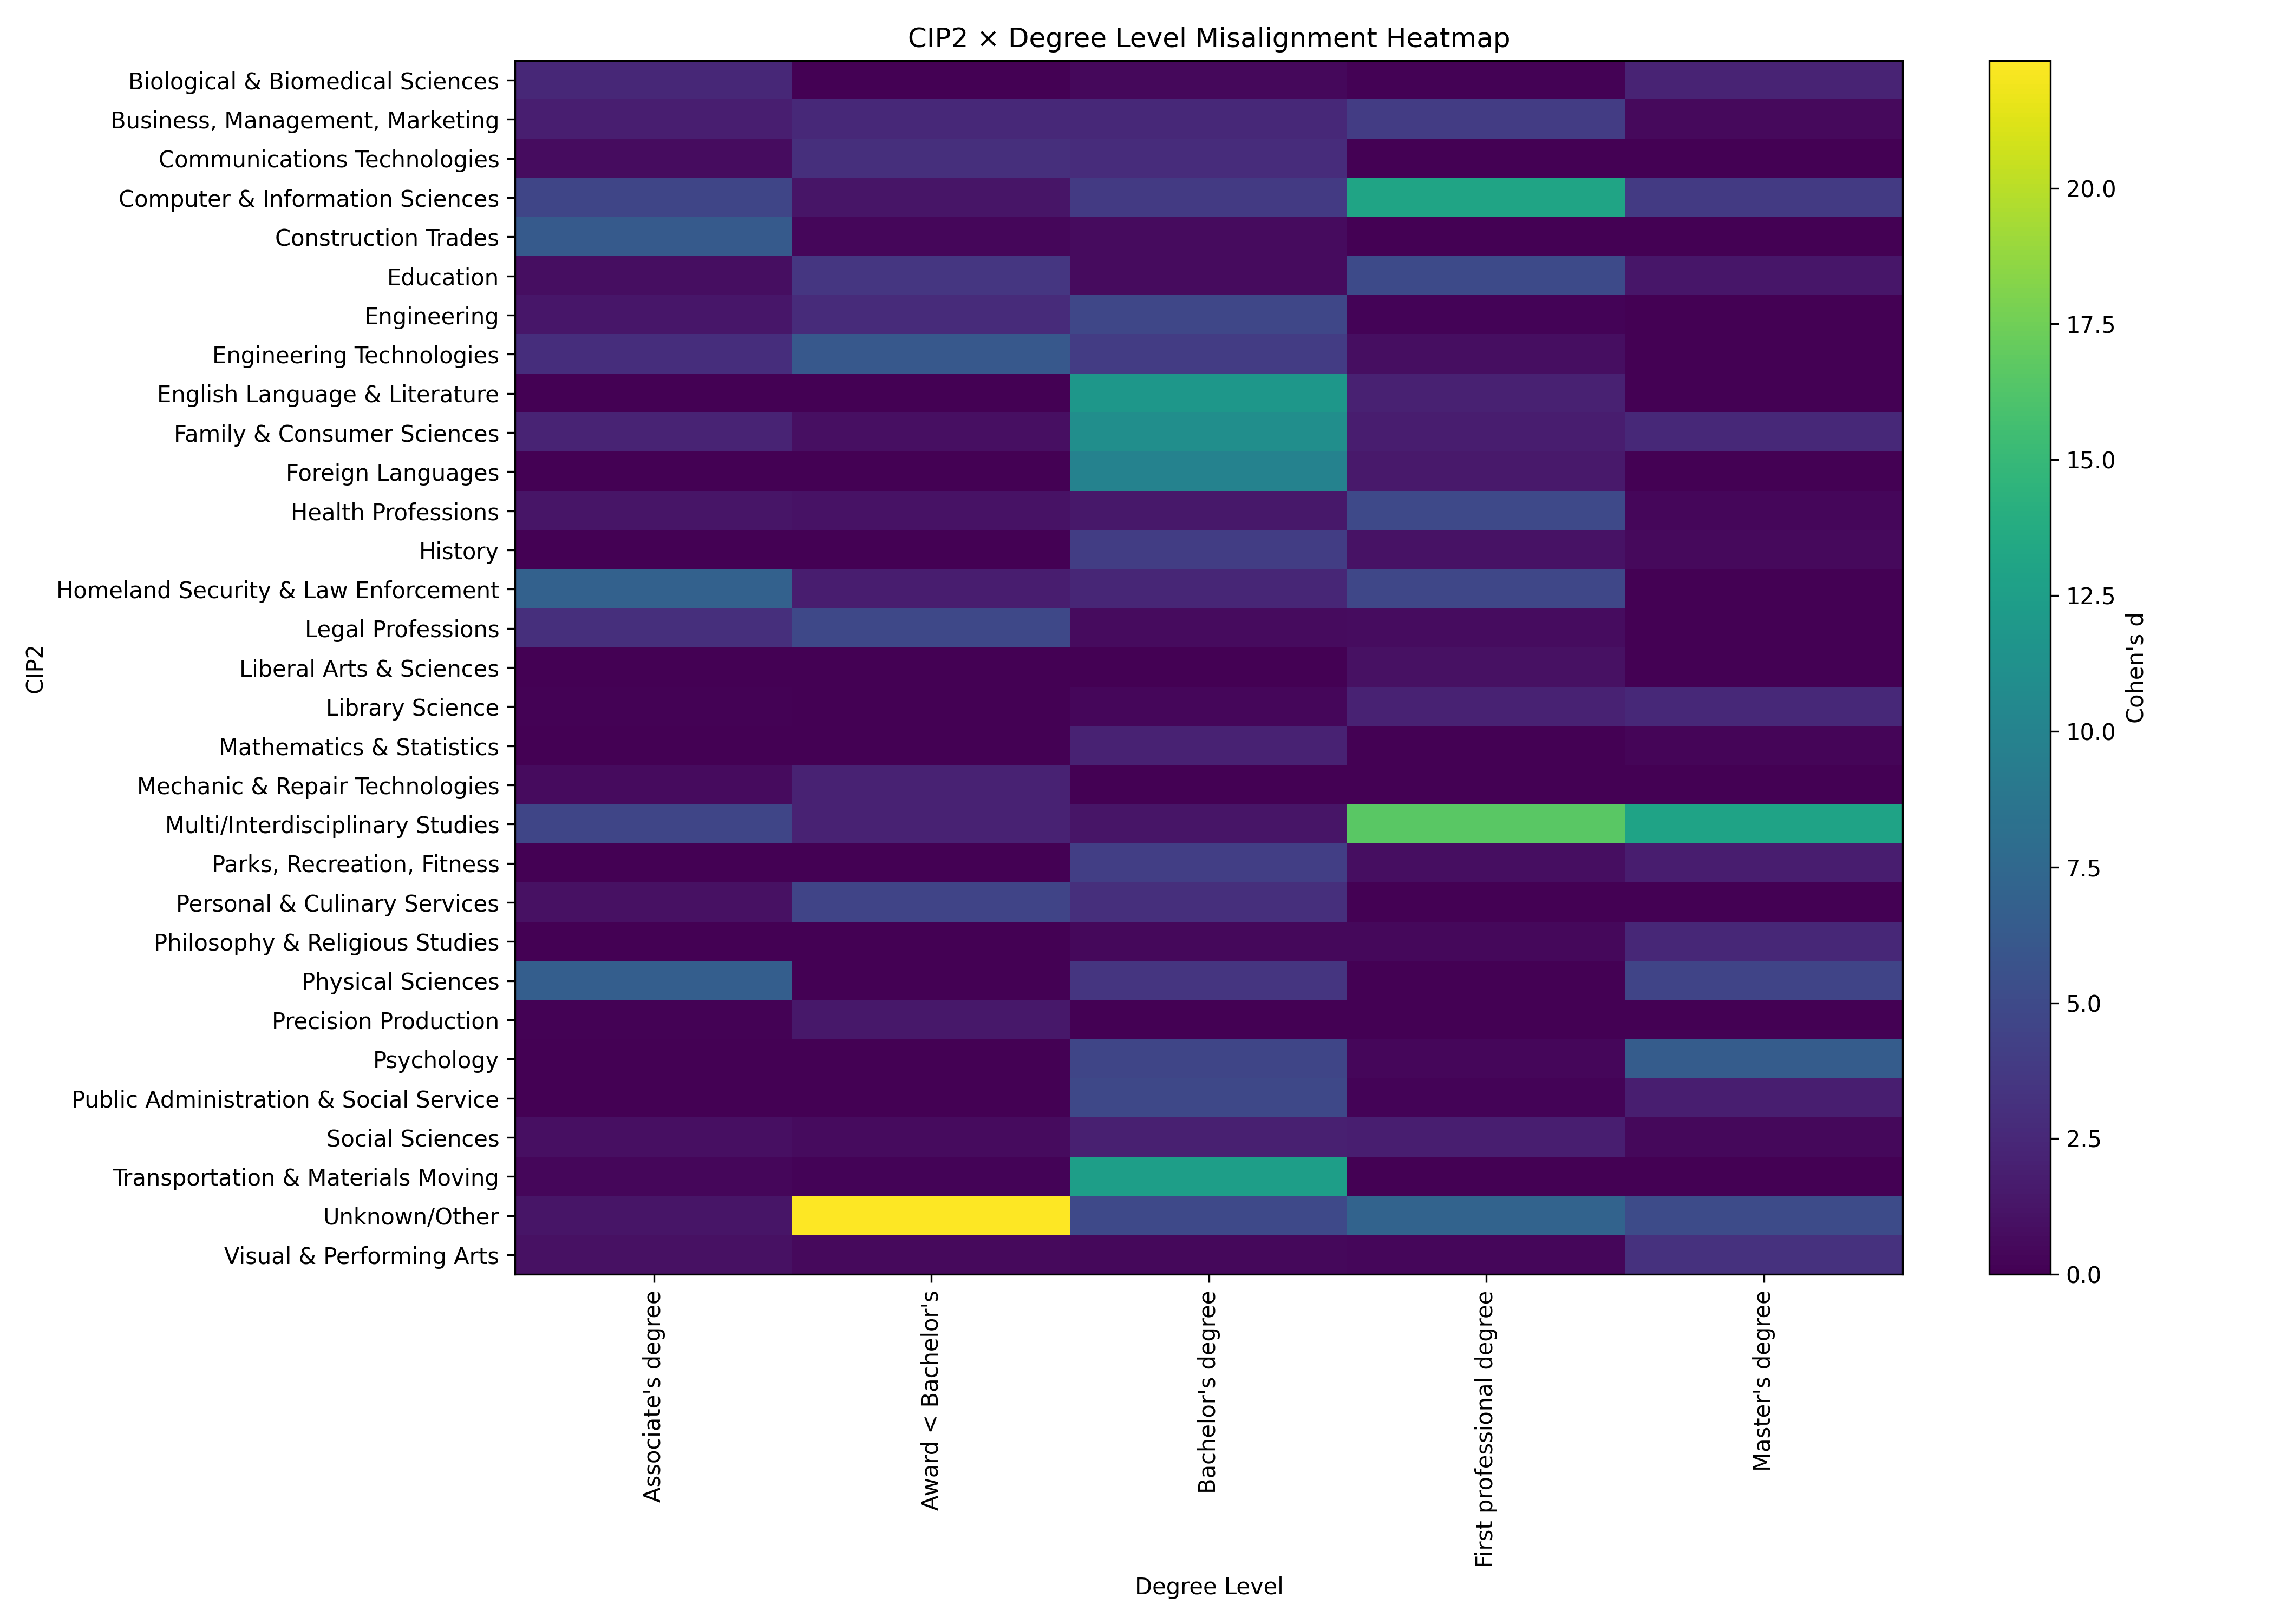 CIP2 × Degree Level Misalignment Heatmap
Biological & Biomedical Sciences
Business, Management, Marketing
Communications Technologies
Computer & Information Sciences
Construction Trades
Education
Engineering
Engineering Technologies
English Language & Literature
Family & Consumer Sciences
Foreign Languages
Health Professions
History
Homeland Security & Law Enforcement
Legal Professions
Liberal Arts & Sciences
Library Science
Mathematics & Statistics
Mechanic & Repair Technologies
Multi/Interdisciplinary Studies
Parks, Recreation, Fitness
Personal & Culinary Services
Philosophy & Religious Studies
Physical Sciences
Precision Production
Psychology
Public Administration & Social Service
Social Sciences
Transportation & Materials Moving
Unknown/Other
Visual & Performing Arts
CIP2
Associate's degree
Award < Bachelor's
Bachelor's degree
First professional degree
Master's degree
Degree Level
20.0
17.5
15.0
12.5
10.0
7.5
5.0
2.5
0.0
Cohen's d